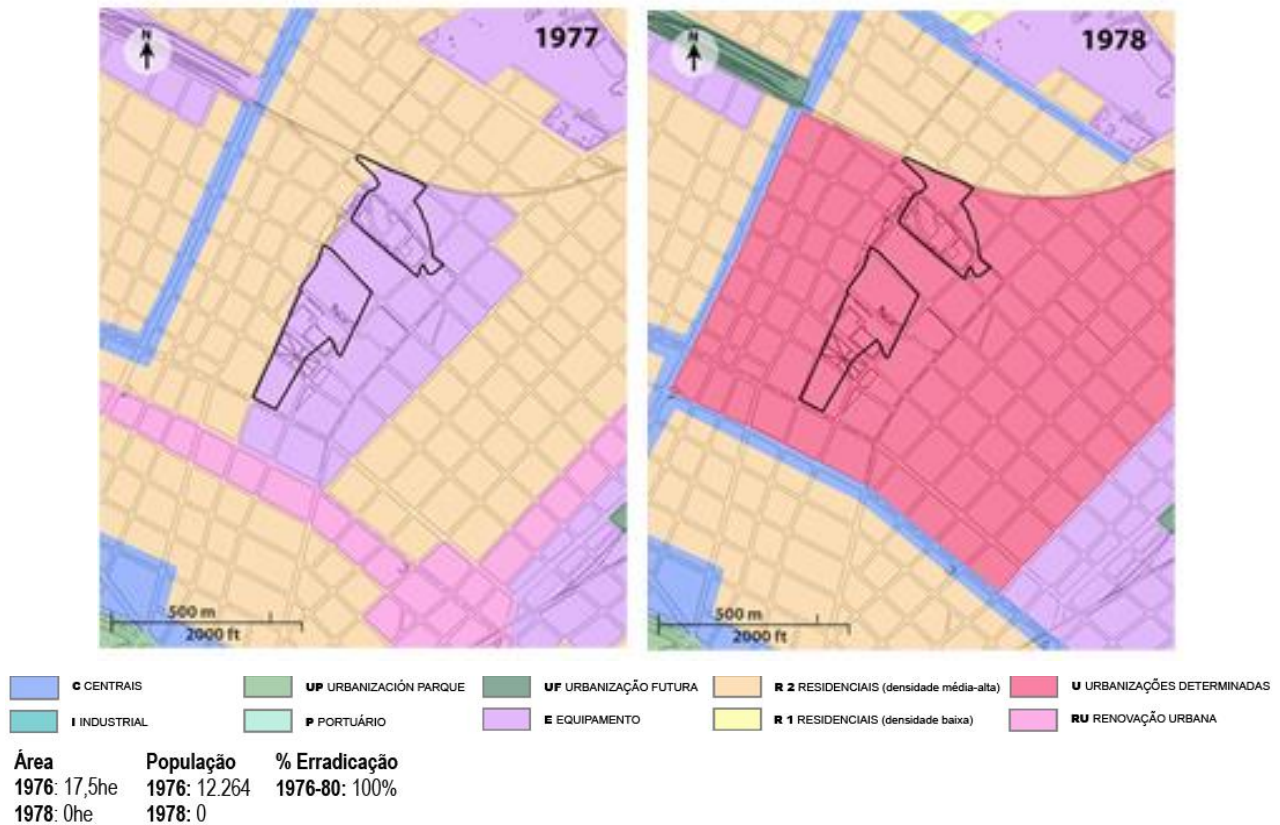 N
1977
500 m
2000 ft
N
1978
500 m
2000 ft
C CENTRAIS
UP URBANIZACIÓN PARQUE
UF URBANIZAÇÃO FUTURA
R 2 RESIDENCIAIS (densidade média-alta)
U URBANIZAÇÕES DETERMINADAS
I INDUSTRIAL
P PORTUÁRIO
E EQUIPAMENTO
R 1 RESIDENCIAIS (densidade baixa)
RU RENOVAÇÃO URBANA
Área
1976: 17,5he
1978: 0he
População
1976: 12.264
1978: 0
% Erradicação
1976-80: 100%